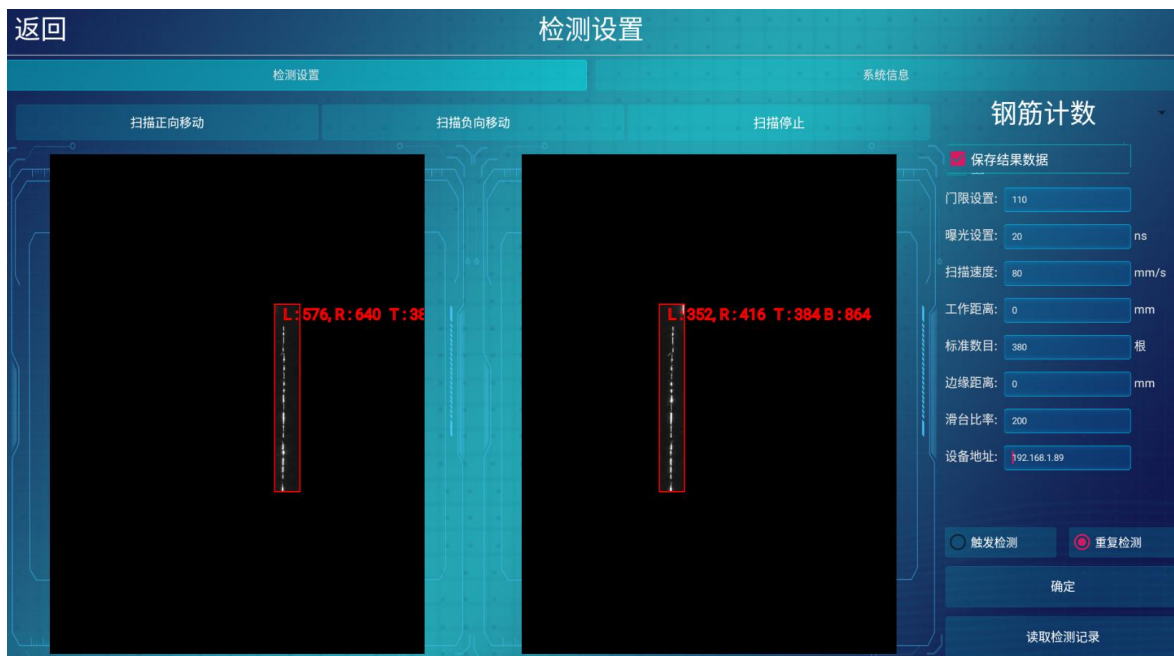 返回
检测设置
检测设置
系统信息
扫描正向移动
扫描负向移动
扫描停止
钢筋计数
保存结果数据
门限设置: 110
曝光设置: 20 ns
扫描速度: 80 mm/s
工作距离: 0 mm
标准数目: 380 根
边缘距离: 0 mm
滑台比率: 200
设备地址: 192.168.1.89
L:576, R:640 T:38
L:352, R:416 T:384 B:864
触发检测
重复检测
确定
读取检测记录